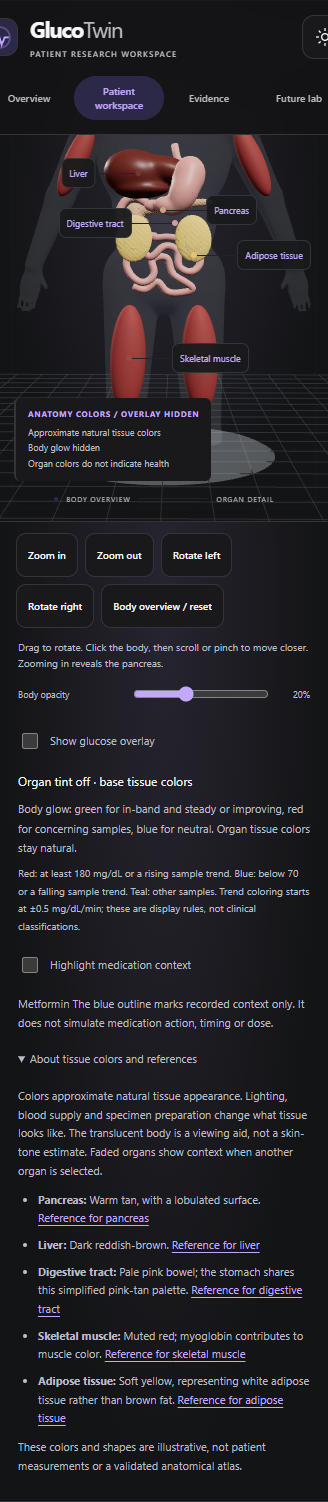 GlucoTwin
PATIENT RESEARCH WORKSPACE
Overview
Patient
workspace
Evidence
Future lab
Liver
Pancreas
Digestive tract
Adipose tissue
Skeletal muscle
ANATOMY COLORS / OVERLAY HIDDEN
Approximate natural tissue colors
Body glow hidden
Organ colors do not indicate health
BODY OVERVIEW
ORGAN DETAIL
Zoom in
Zoom out
Rotate left
Rotate right
Body overview / reset
Drag to rotate. Click the body, then scroll or pinch to move closer.
Zooming in reveals the pancreas.
Body opacity
20%
Show glucose overlay
Organ tint off · base tissue colors
Body glow: green for in-band and steady or improving, red
for concerning samples, blue for neutral. Organ tissue colors
stay natural.
Red: at least 180 mg/dL or a rising sample trend. Blue: below 70
or a falling sample trend. Teal: other samples. Trend coloring starts
at ±0.5 mg/dL/min; these are display rules, not clinical
classifications.
Highlight medication context
Metformin The blue outline marks recorded context only. It
does not simulate medication action, timing or dose.
▼ About tissue colors and references
Colors approximate natural tissue appearance. Lighting,
blood supply and specimen preparation change what tissue
looks like. The translucent body is a viewing aid, not a skin-
tone estimate. Faded organs show context when another
organ is selected.
• Pancreas: Warm tan, with a lobulated surface.
Reference for pancreas
• Liver: Dark reddish-brown. Reference for liver
• Digestive tract: Pale pink bowel; the stomach shares
this simplified pink-tan palette. Reference for digestive
tract
• Skeletal muscle: Muted red; myoglobin contributes to
muscle color. Reference for skeletal muscle
• Adipose tissue: Soft yellow, representing white adipose
tissue rather than brown fat. Reference for adipose
tissue
These colors and shapes are illustrative, not patient
measurements or a validated anatomical atlas.